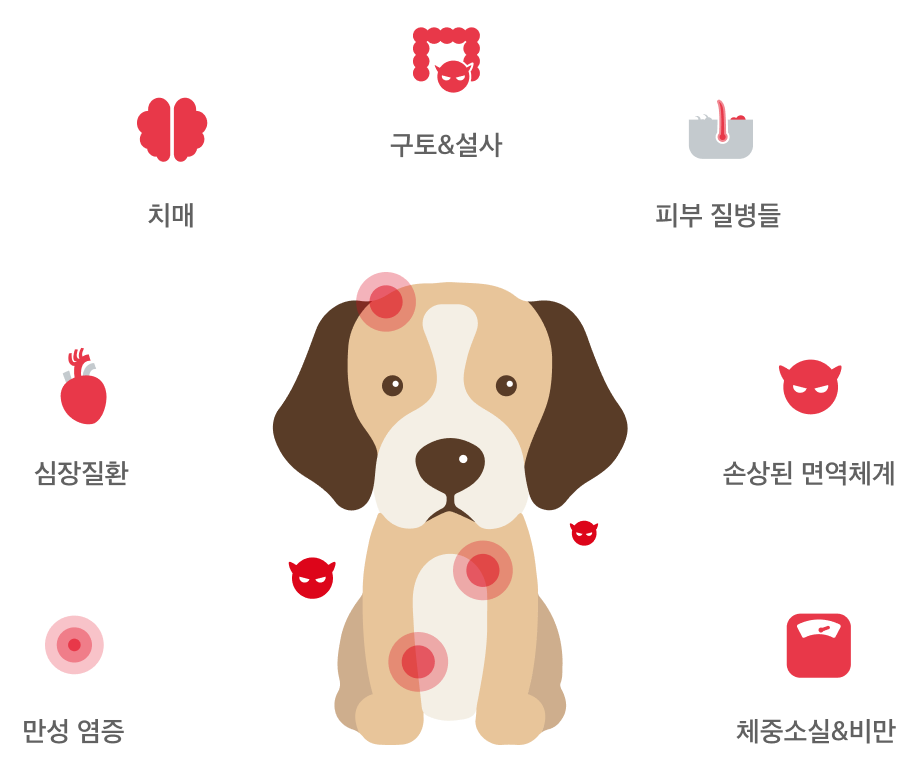 구토&설사
치매
피부 질병들
심장질환
손상된 면역체계
만성 염증
체중소실&비만